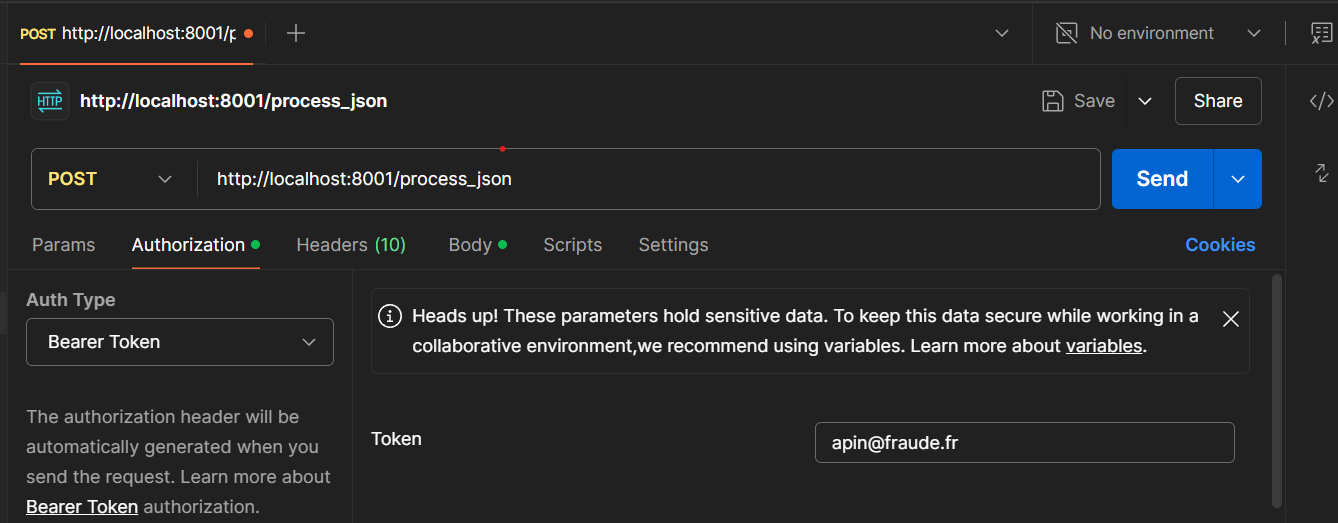 POST http://localhost:8001/p
No environment
HTTP http://localhost:8001/process_json
Save
Share
POST
http://localhost:8001/process_json
Send
Params
Authorization
Headers (10)
Body
Scripts
Settings
Cookies
Auth Type
Bearer Token
The authorization header will be
automatically generated when you
send the request. Learn more about
Bearer Token authorization.
Heads up! These parameters hold sensitive data. To keep this data secure while working in a
collaborative environment,we recommend using variables. Learn more about variables.
Token
apin@fraude.fr